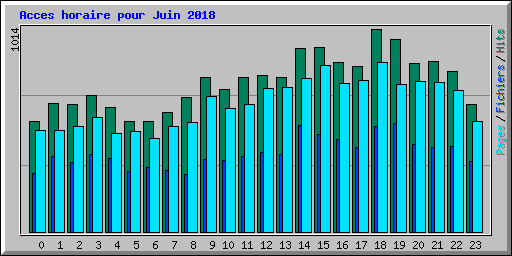 Acces horaire pour Juin 2018
1014
Pages/Fichiers/Hits
0 1 2 3 4 5 6 7 8 9 10 11 12 13 14 15 16 17 18 19 20 21 22 23